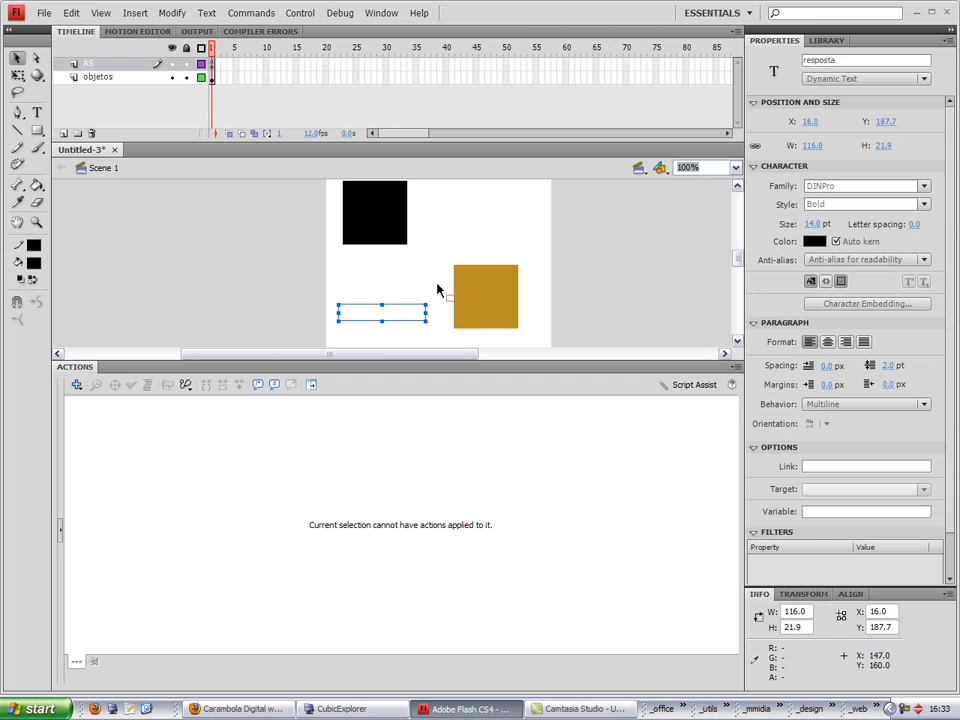 Fl File Edit View Insert Modify Text Commands Control Debug Window Help ESSENTIALS
TIMELINE MOTION EDITOR OUTPUT COMPILER ERRORS
1 5 10 15 20 25 30 35 40 45 50 55 60 65 70 75 80 85
AS
objetos
1 12.0fps 0.0s
Untitled-3*
Scene 1 100%
ACTIONS
Script Assist
Current selection cannot have actions applied to it.
PROPERTIES LIBRARY
resposta
Dynamic Text
POSITION AND SIZE
X: 16.0 Y: 187.7
W: 116.0 H: 21.9
CHARACTER
Family: DINPro
Style: Bold
Size: 14.0 pt Letter spacing: 0.0
Color: Auto kern
Anti-alias: Anti-alias for readability
Character Embedding...
PARAGRAPH
Format:
Spacing: 0.0 px 2.0 pt
Margins: 0.0 px 0.0 px
Behavior: Multiline
Orientation:
OPTIONS
Link:
Target:
Variable:
FILTERS
Property Value
INFO TRANSFORM ALIGN
W: 116.0 X: 16.0
H: 21.9 Y: 187.7
R: -
G: - X: 147.0
B: - Y: 160.0
A: -
start Carambola Digital w... CubicExplorer Adobe Flash CS4 - ... Camtasia Studio - U... _office _utils _mmidia _design _web 16:33